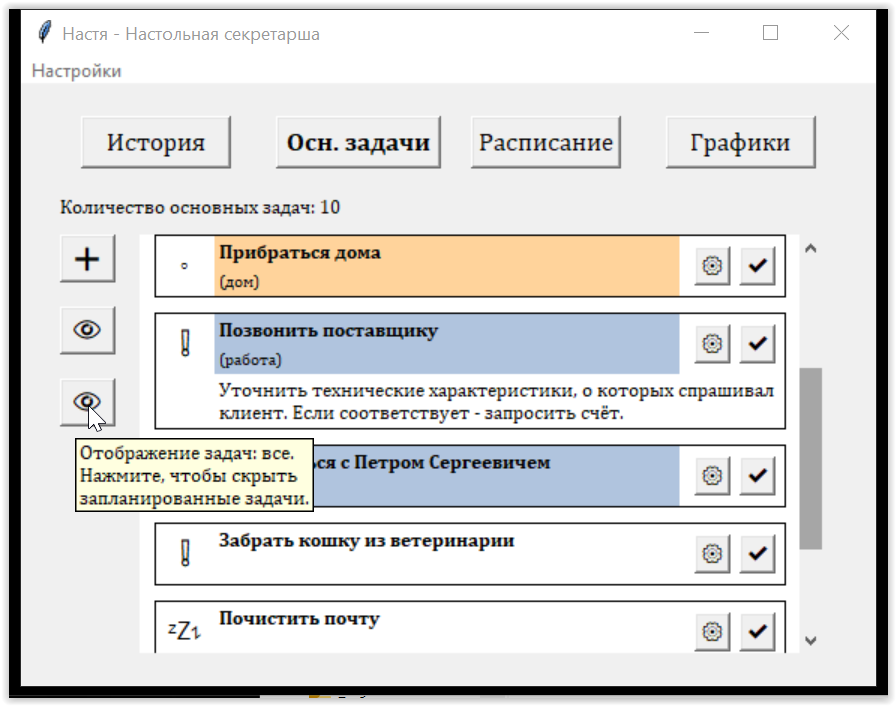 Настя - Настольная секретарша
Настройки
История
Осн. задачи
Расписание
Графики
Количество основных задач: 10
Прибраться дома
(дом)
Позвонить поставщику
(работа)
Уточнить технические характеристики, о которых спрашивал
клиент. Если соответствует - запросить счёт.
ся с Петром Сергеевичем
Отображение задач: все.
Нажмите, чтобы скрыть
запланированные задачи.
Забрать кошку из ветеринарии
Почистить почту